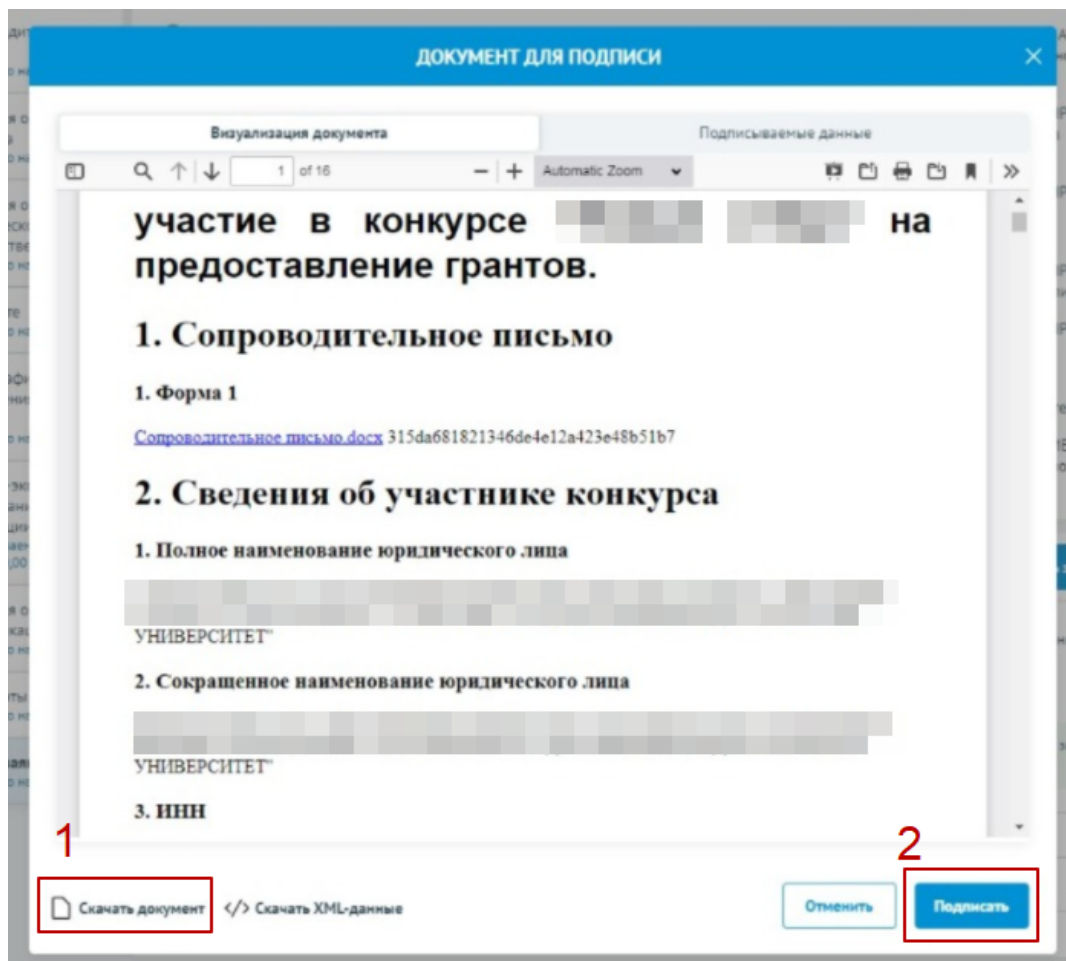 ДОКУМЕНТ ДЛЯ ПОДПИСИ
Визуализация документа
Подписываемые данные
1 of 16
Automatic Zoom
участие в конкурсе на
предоставление грантов.
1. Сопроводительное письмо
1. Форма 1
Сопроводительное письмо.docx 315da681821346de4e12a423e48b51b7
2. Сведения об участнике конкурса
1. Полное наименование юридического лица
УНИВЕРСИТЕТ"
2. Сокращенное наименование юридического лица
УНИВЕРСИТЕТ"
3. ИНН
1
2
Скачать документ
</> Скачать XML-данные
Отменить
Подписать